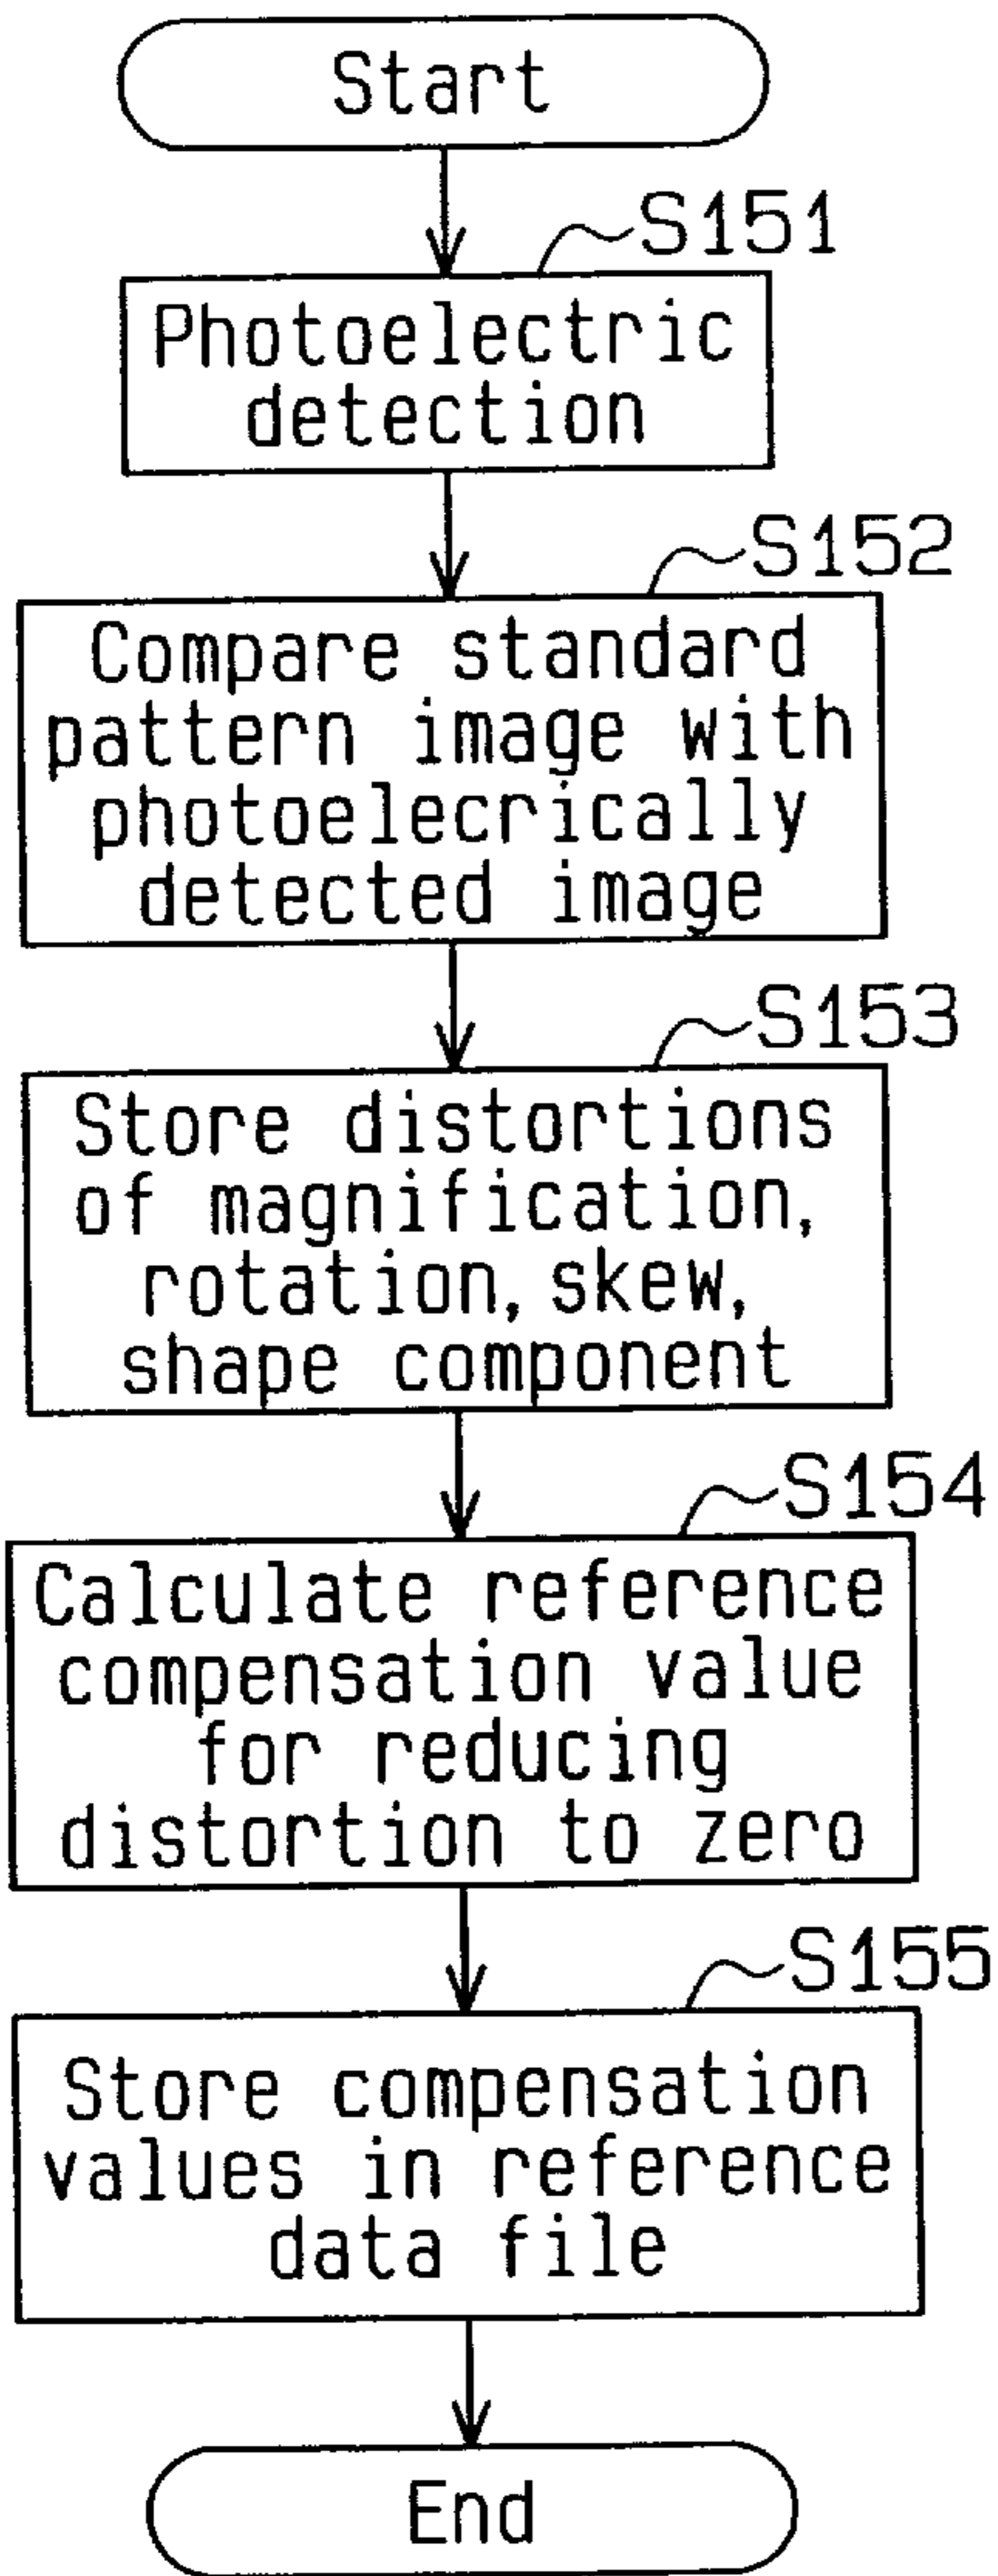 Start
S151
Photoelectric
detection
S152
Compare standard
pattern image with
photoelecrically
detected image
S153
Store distortions
of magnification,
rotation, skew,
shape component
S154
Calculate reference
compensation value
for reducing
distortion to zero
S155
Store compensation
values in reference
data file
End